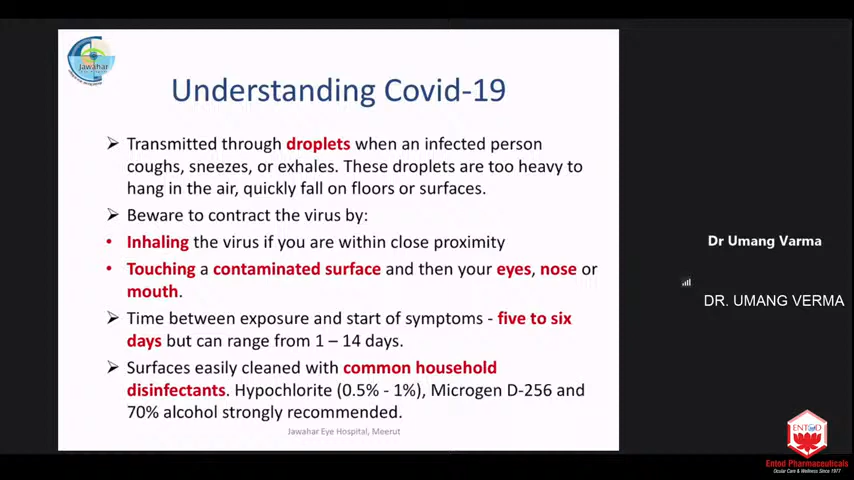 Jawahar
Understanding Covid-19
➢ Transmitted through droplets when an infected person
coughs, sneezes, or exhales. These droplets are too heavy to
hang in the air, quickly fall on floors or surfaces.
➢ Beware to contract the virus by:
• Inhaling the virus if you are within close proximity
• Touching a contaminated surface and then your eyes, nose or
mouth.
➢ Time between exposure and start of symptoms - five to six
days but can range from 1 – 14 days.
➢ Surfaces easily cleaned with common household
disinfectants. Hypochlorite (0.5% - 1%), Microgen D-256 and
70% alcohol strongly recommended.
Jawahar Eye Hospital, Meerut
Dr Umang Varma
DR. UMANG VERMA
ENTOD
Entod Pharmaceuticals
Ocular Care & Wellness Since 1977